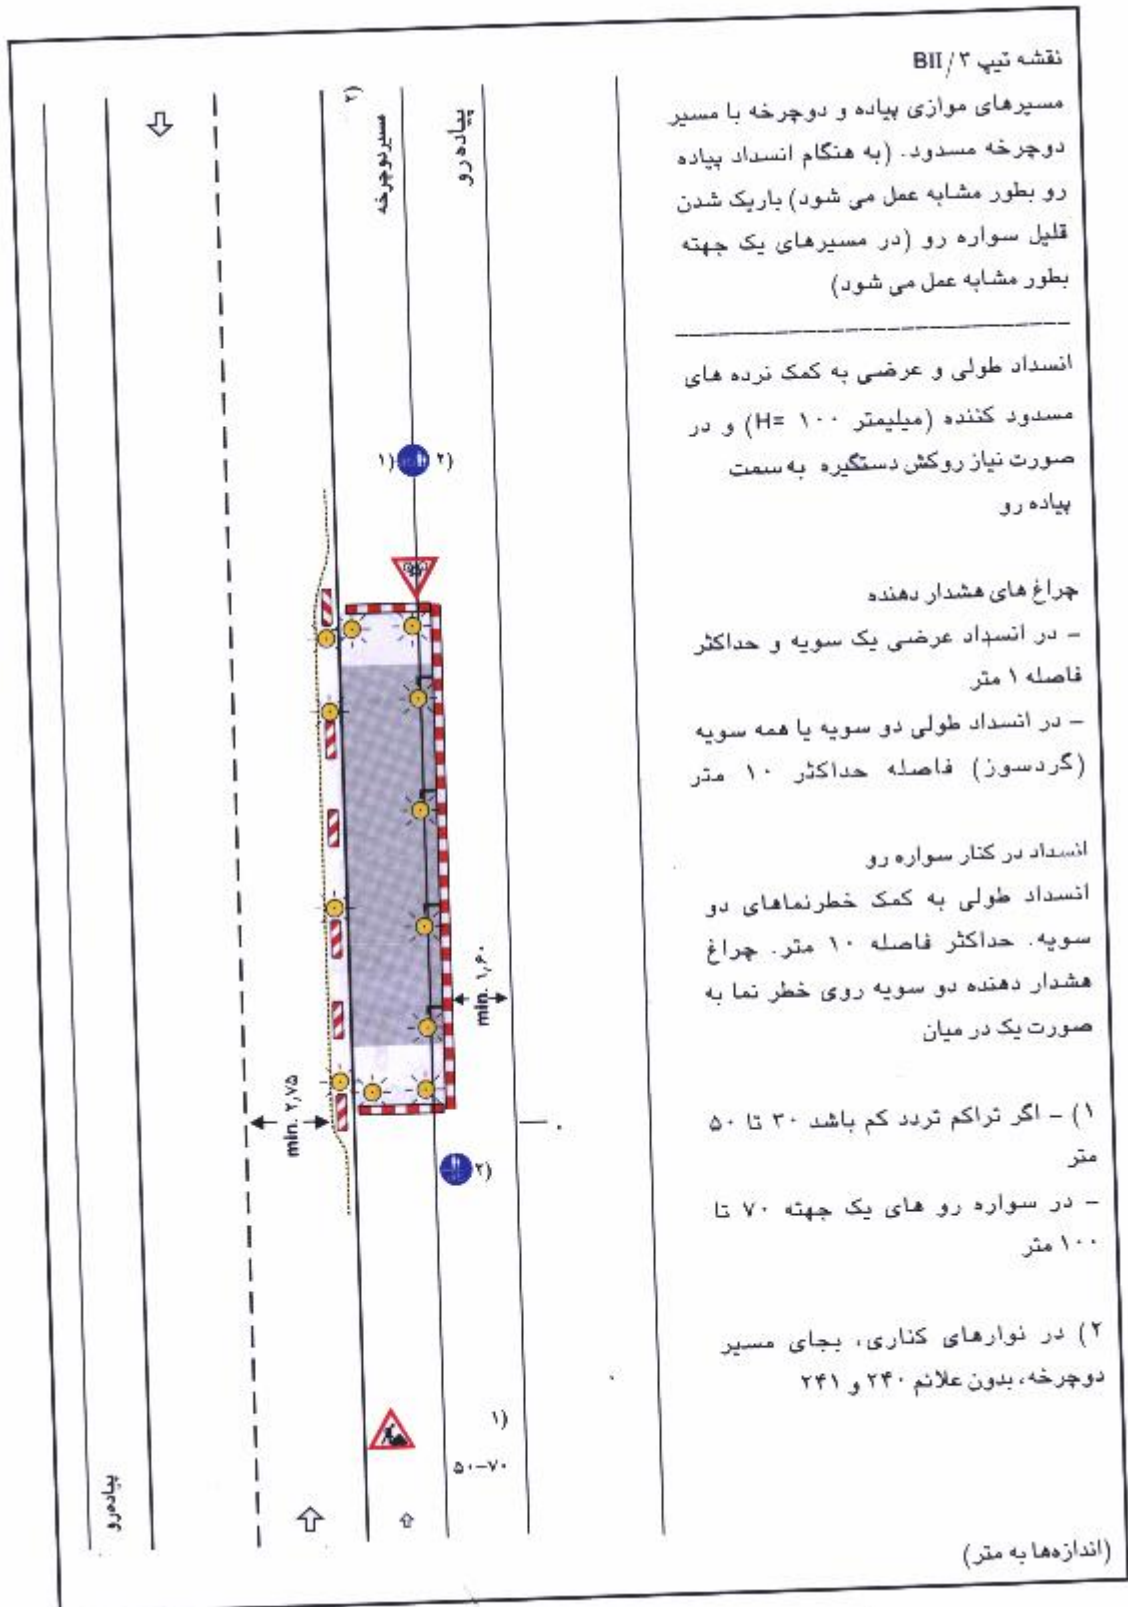 نقشه تیپ ۳/BII
مسیرهای موازی پیاده و دوچرخه با مسیر
دوچرخه مسدود. (به هنگام انسداد پیاده
رو بطور مشابه عمل می شود) باریک شدن
قلیل سواره رو (در مسیرهای یک جهته
بطور مشابه عمل می شود)
انسداد طولی و عرضی به کمک نرده های
مسدود کننده (میلیمتر ۱۰۰ =H) و در
صورت نیاز روکش دستگیره به سمت
پیاده رو
چراغ های هشدار دهنده
- در انسداد عرضی یک سویه و حداکثر
فاصله ۱ متر
- در انسداد طولی دو سویه یا همه سویه
(گردسوز) فاصله حداکثر ۱۰ متر
انسداد در کنار سواره رو
انسداد طولی به کمک خطرنماهای دو
سویه. حداکثر فاصله ۱۰ متر. چراغ
هشدار دهنده دو سویه روی خطر نما به
صورت یک در میان
۱) - اگر تراکم تردد کم باشد ۳۰ تا ۵۰
متر
- در سواره رو های یک جهته ۷۰ تا
۱۰۰ متر
۲) در نوارهای کناری، بجای مسیر
دوچرخه، بدون علائم ۲۴۰ و ۲۴۱
(اندازه‌ها به متر)
۲)
مسیردوچرخه
پیاده رو
۱)
۲)
min. ۱,۶۰
min. ۲,۷۵
۲)
۱)
۵۰-۷۰
پیاده‌رو